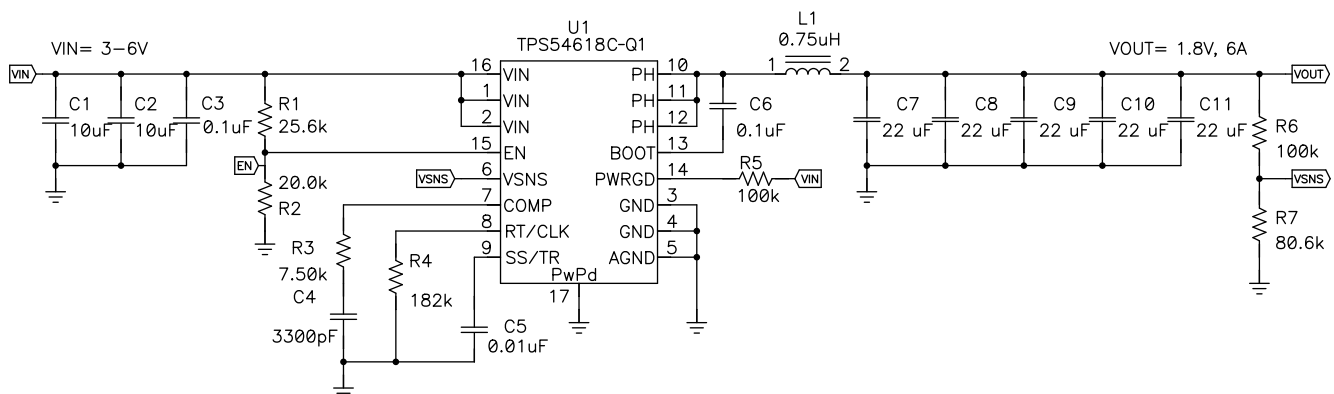 VIN= 3-6V
VIN
C1
10uF
C2
10uF
C3
0.1uF
R1
25.6k
EN
20.0k
R2
U1
TPS54618C-Q1
16 VIN
1 VIN
2 VIN
15 EN
VSNS 6 VSNS
7 COMP
8 RT/CLK
9 SS/TR
PwPd
17
PH 10
PH 11
PH 12
BOOT 13
PWRGD 14
GND 3
GND 4
AGND 5
R3
7.50k
C4
3300pF
R4
182k
C5
0.01uF
C6
0.1uF
R5
100k
VIN
L1
0.75uH
1 2
VOUT= 1.8V, 6A
VOUT
C7
22 uF
C8
22 uF
C9
22 uF
C10
22 uF
C11
22 uF
R6
100k
VSNS
R7
80.6k